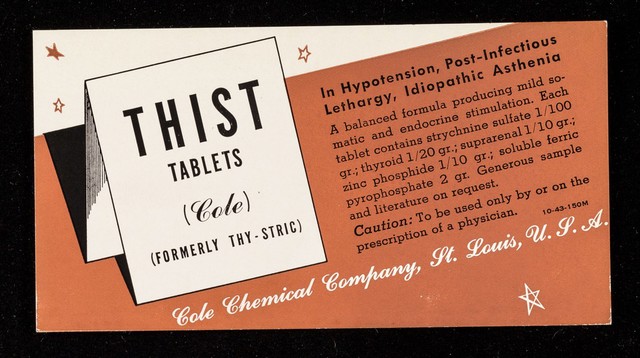 THIST
TABLETS
(Cole)
(FORMERLY THY-STRIC)
In Hypotension, Post-Infectious
Lethargy, Idiopathic Asthenia
A balanced formula producing mild so-
matic and endocrine stimulation. Each
tablet contains strychnine sulfate 1/100
gr.; thyroid 1/20 gr.; suprarenal 1/10 gr.;
zinc phosphide 1/10 gr.; soluble ferric
pyrophosphate 2 gr. Generous sample
and literature on request.
Caution: To be used only by or on the
prescription of a physician.
10-43-150M
Cole Chemical Company, St. Louis, U. S. A.